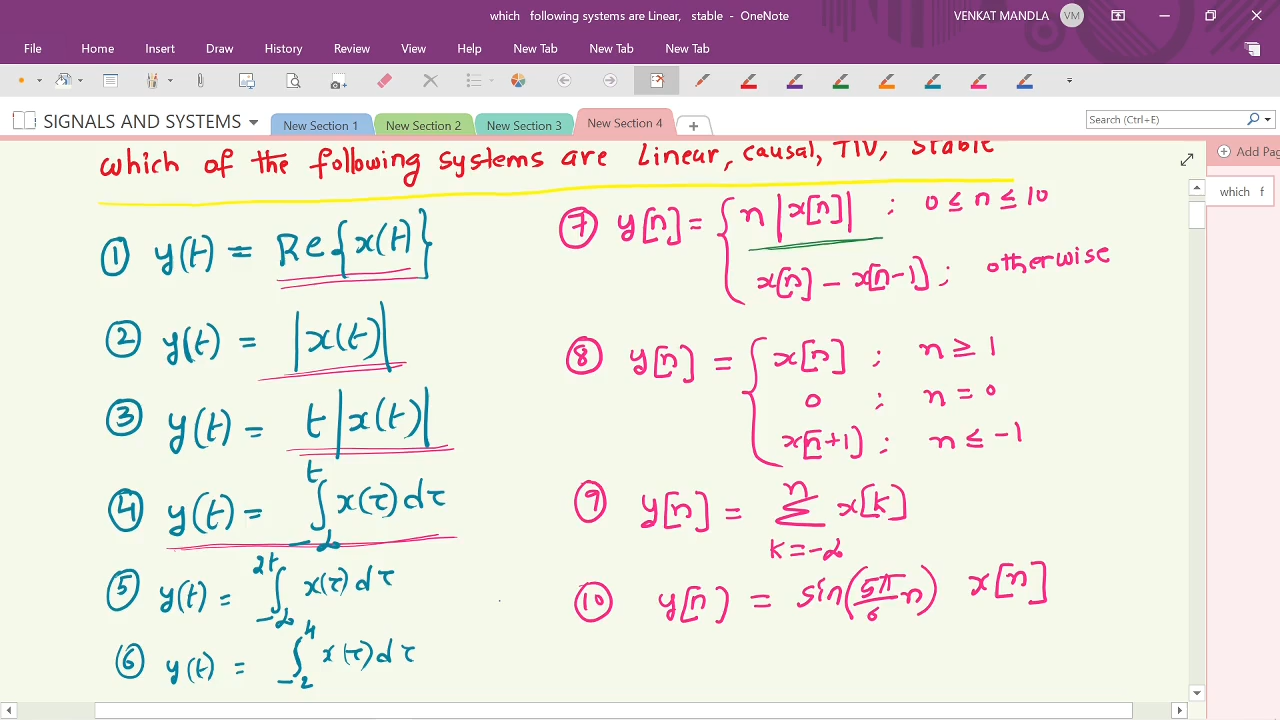 which following systems are Linear, stable - OneNote
VENKAT MANDLA VM
File Home Insert Draw History Review View Help New Tab New Tab New Tab
SIGNALS AND SYSTEMS New Section 1 New Section 2 New Section 3 New Section 4 Search (Ctrl+E)
Add Pag
which f
which of the following systems are Linear, causal, TIV, stable
① y(t) = Re{x(t)}
② y(t) = |x(t)|
③ y(t) = t|x(t)|
④ y(t) = ∫_{-∞}^{t} x(τ)dτ
⑤ y(t) = ∫_{-∞}^{2t} x(τ)dτ
⑥ y(t) = ∫_{-2}^{4} x(τ)dτ
⑦ y[n] = { n|x[n]| ; 0 ≤ n ≤ 10
x[n] - x[n-1] ; otherwise
⑧ y[n] = { x[n] ; n ≥ 1
0 ; n = 0
x[n+1] ; n ≤ -1
⑨ y[n] = Σ_{k=-∞}^{n} x[k]
⑩ y[n] = sin(5π/6 n) x[n]